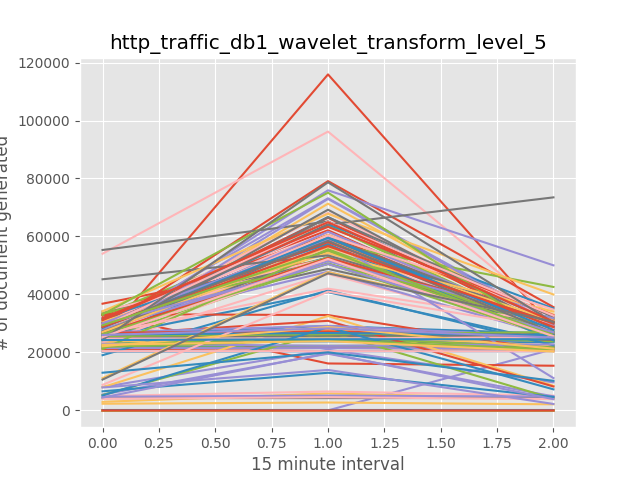 http_traffic_db1_wavelet_transform_level_5
120000
100000
80000
60000
40000
20000
0
# of document generated
0.00 0.25 0.50 0.75 1.00 1.25 1.50 1.75 2.00
15 minute interval